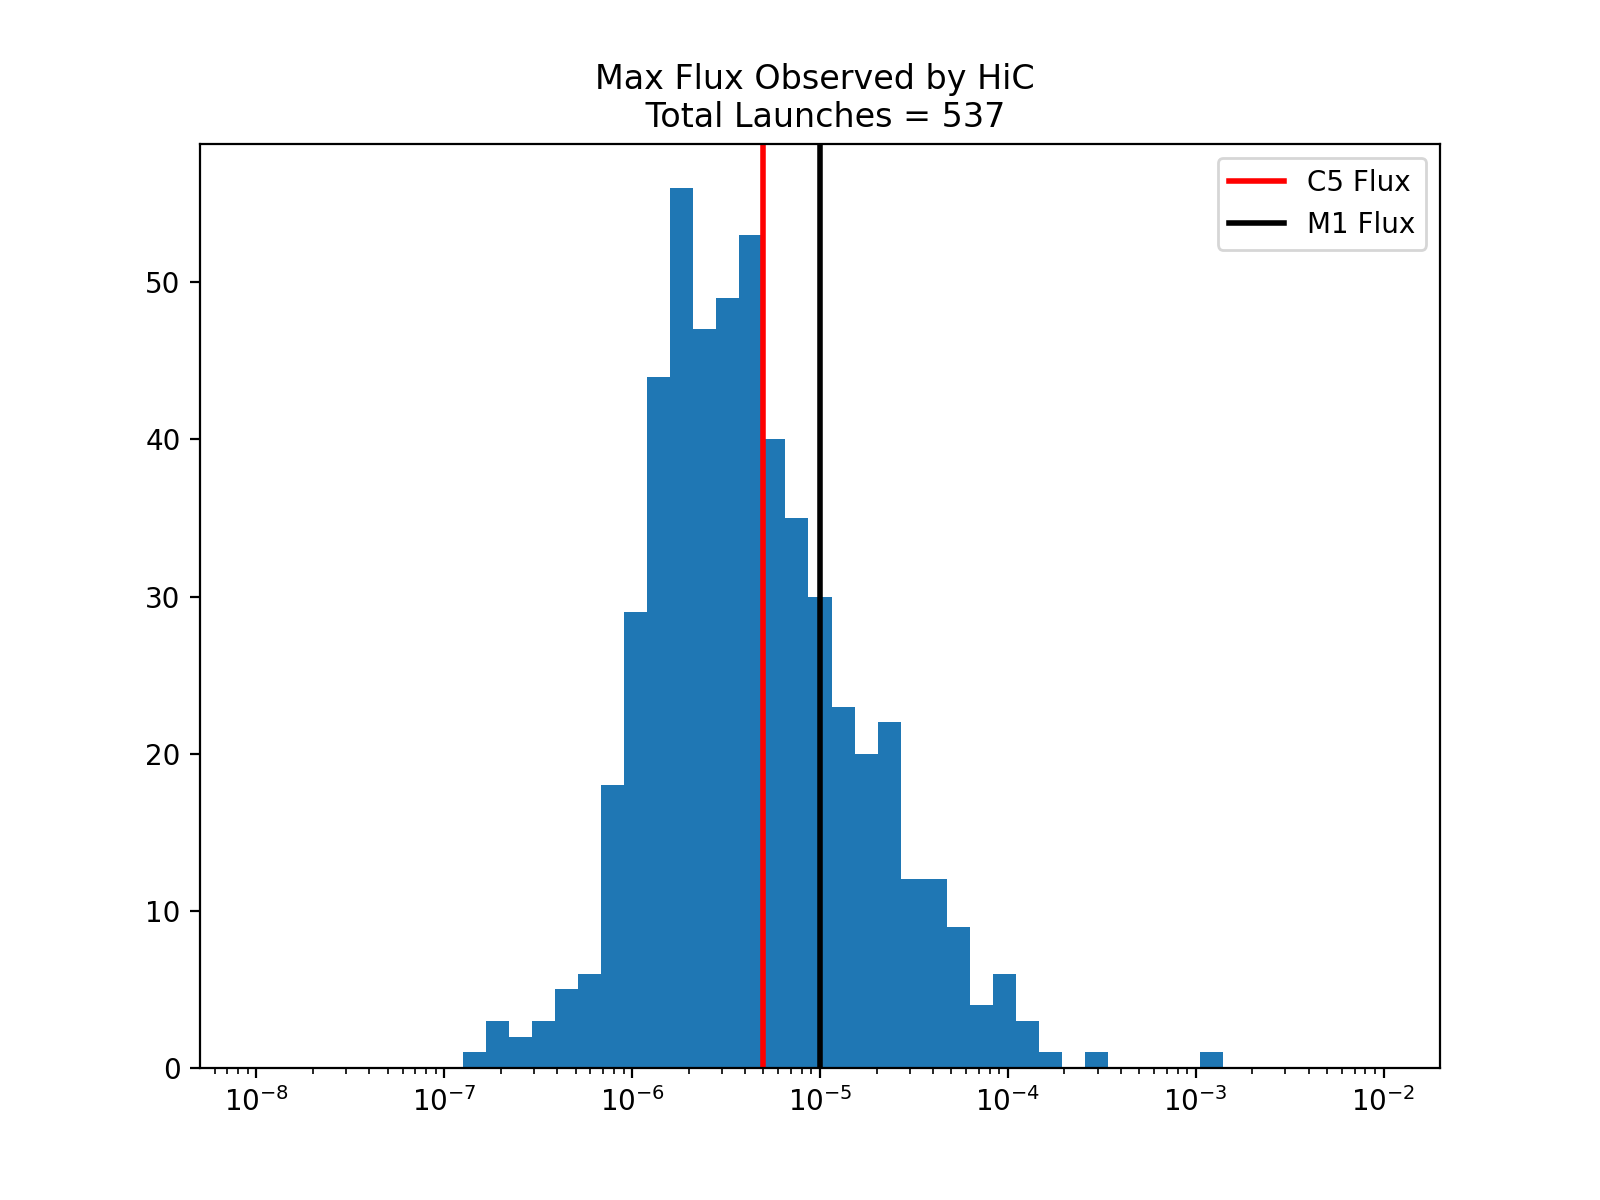 Max Flux Observed by HiC
Total Launches = 537
C5 Flux
M1 Flux
50
40
30
20
10
0
10⁻⁸ 10⁻⁷ 10⁻⁶ 10⁻⁵ 10⁻⁴ 10⁻³ 10⁻²